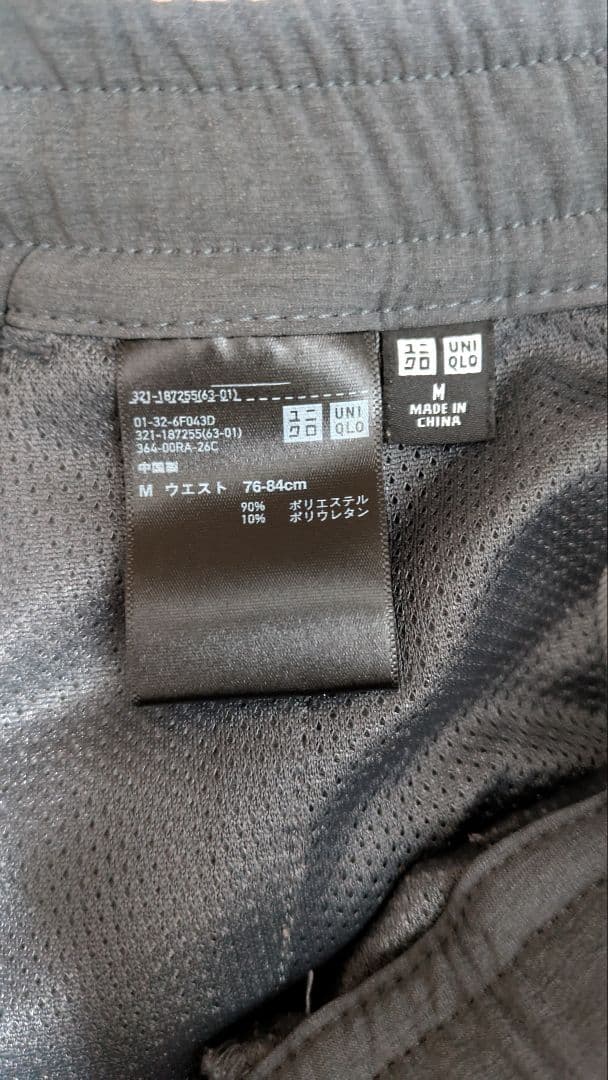 321-187255(63-01)
01-32-6F043D
321-187255(63-01)
364-00RA-26C
ユニ
クロ
UNI
QLO
中国製
M ウエスト 76-84cm
90% ポリエステル
10% ポリウレタン
ユニ
クロ
UNI
QLO
M
MADE IN
CHINA